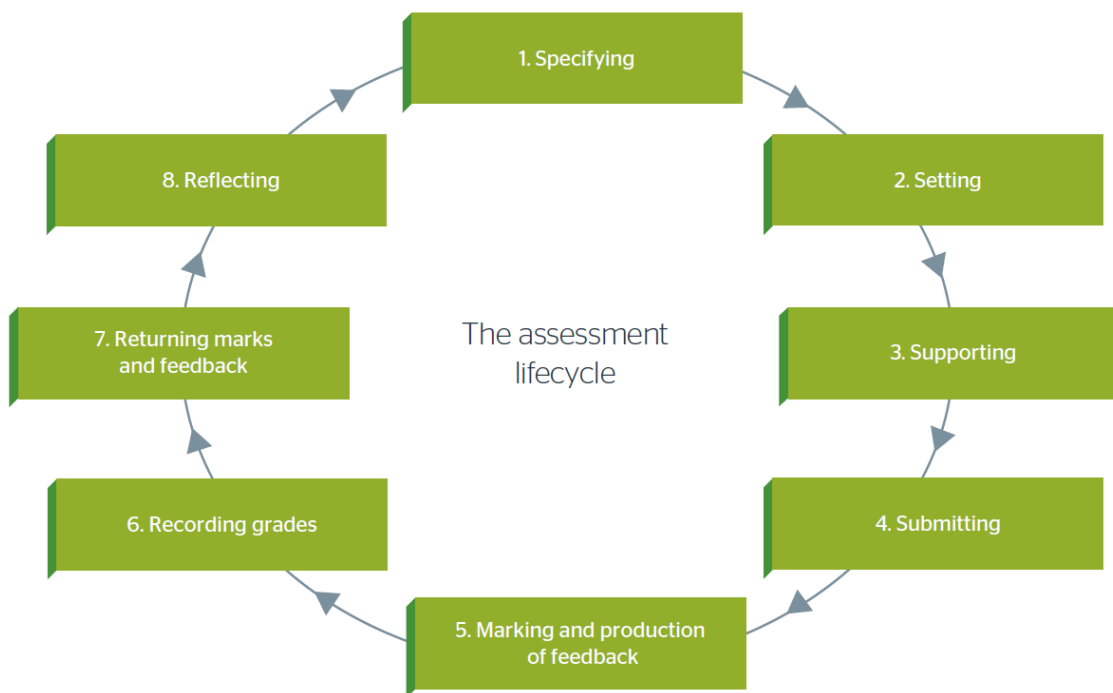 1. Specifying
2. Setting
3. Supporting
4. Submitting
5. Marking and production
of feedback
6. Recording grades
7. Returning marks
and feedback
8. Reflecting
The assessment
lifecycle